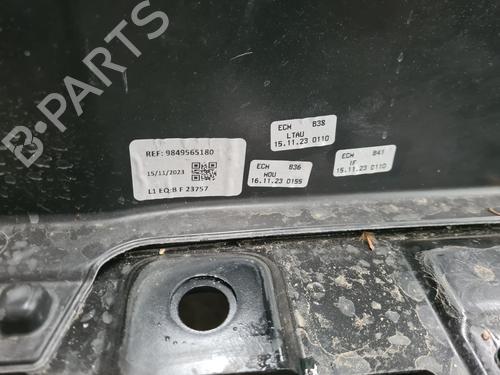 B-PARTS
REF: 9849565180
15/11/2023
L1 EQ:B F 23757
ECH B38
LTAU
15.11.23 0110
ECH B36
HOU
16.11.23 0155
ECH B41
IF
15.11.23 0110